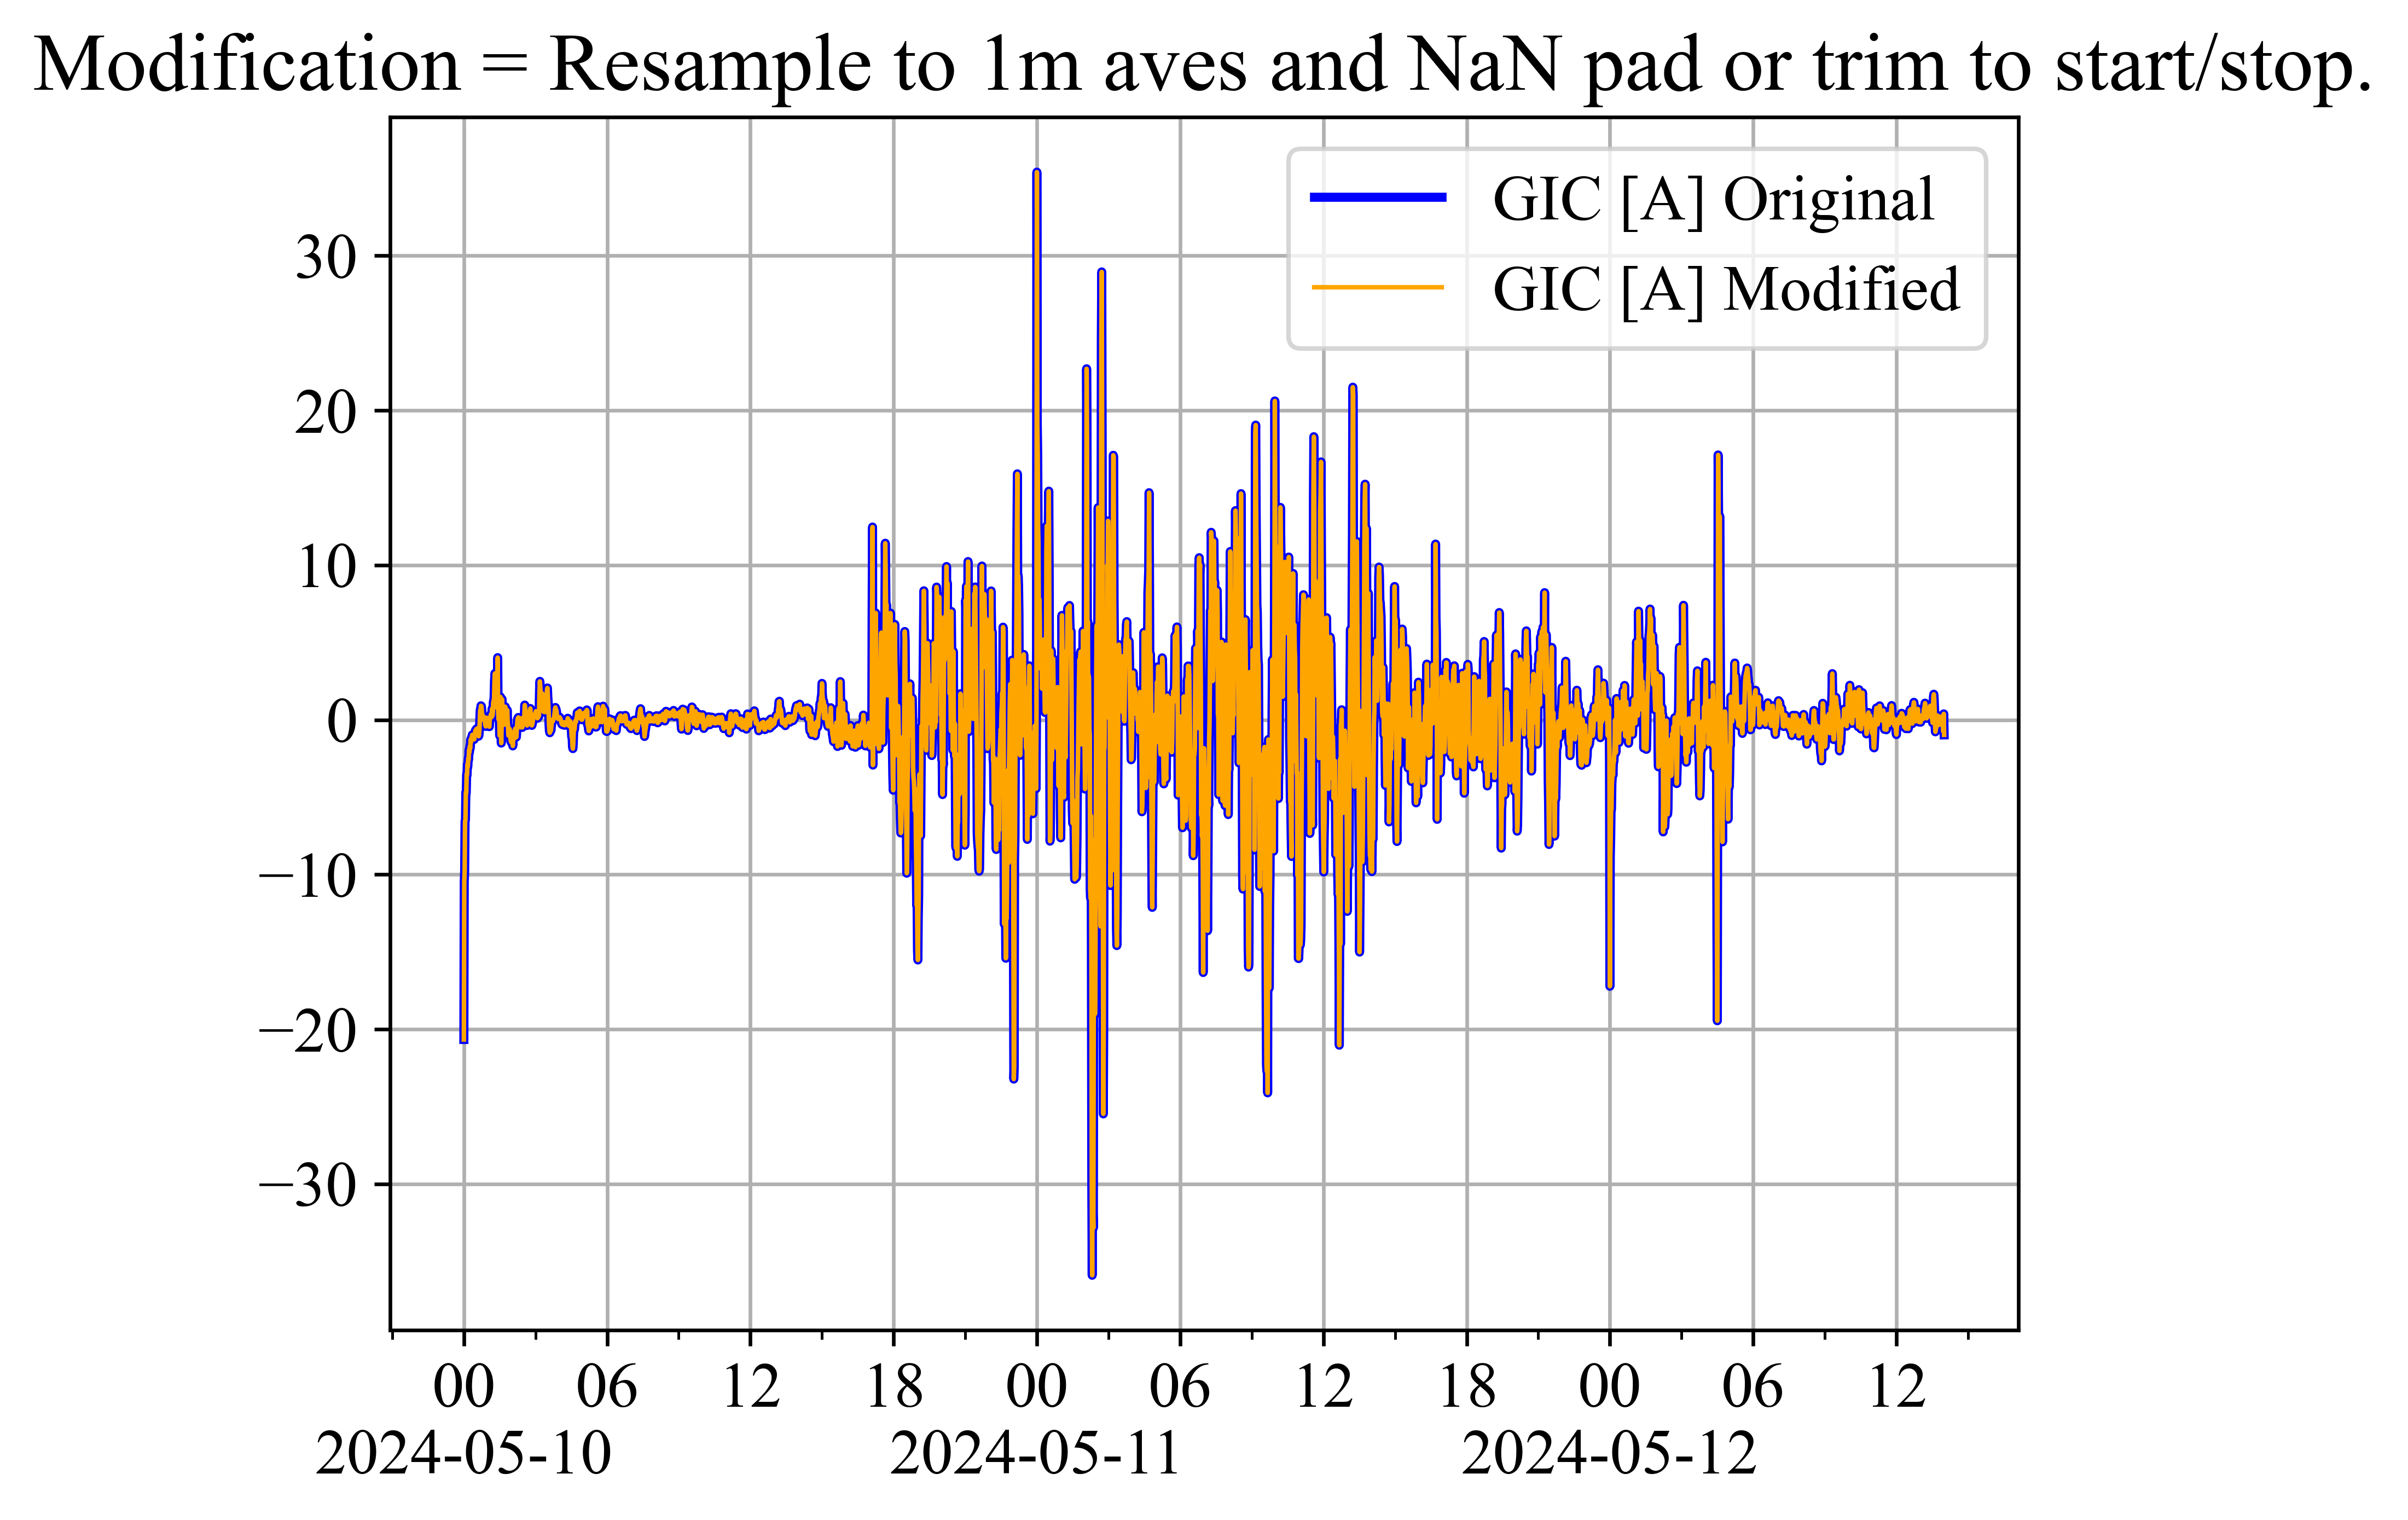 Modification = Resample to 1m aves and NaN pad or trim to start/stop.
GIC [A] Original
GIC [A] Modified
30
20
10
0
−10
−20
−30
00 06 12 18 00 06 12 18 00 06 12
2024-05-10 2024-05-11 2024-05-12